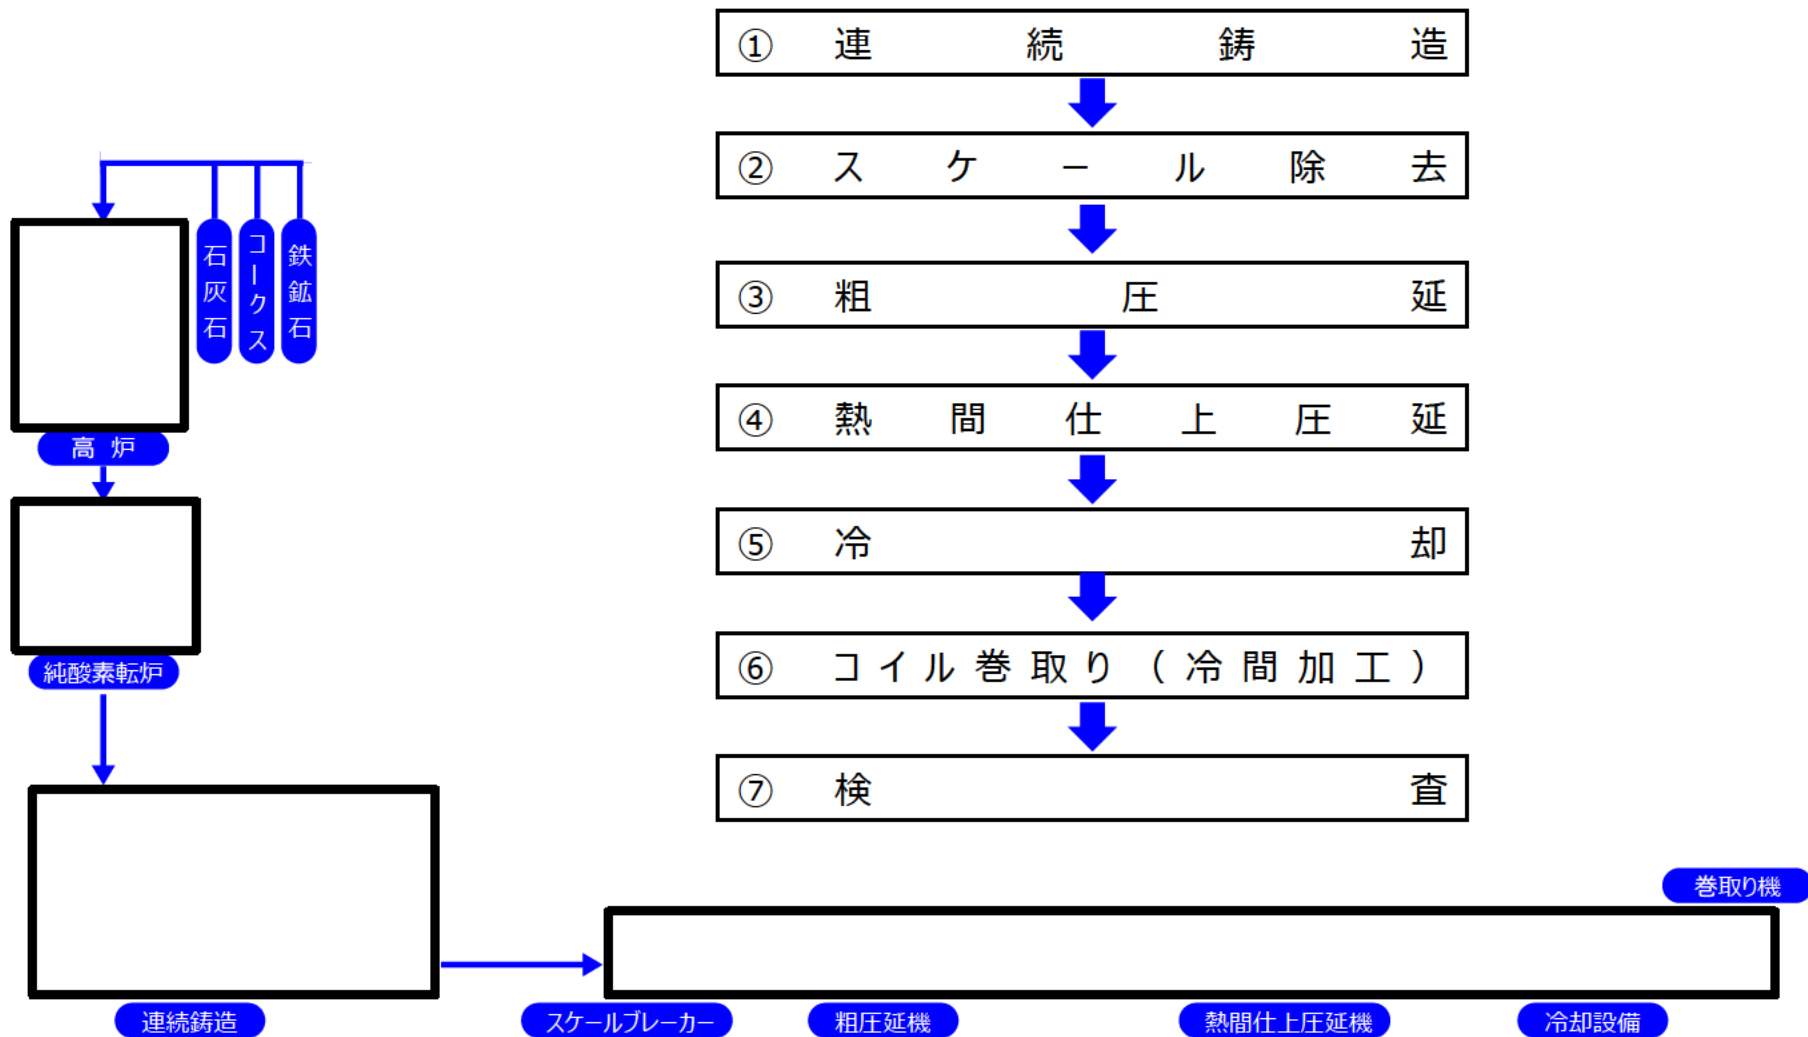 ① 連続鋳造
② スケール除去
③ 粗圧延
④ 熱間仕上圧延
⑤ 冷却
⑥ コイル巻取り（冷間加工）
⑦ 検査
石灰石
コークス
鉄鉱石
高炉
純酸素転炉
連続鋳造
スケールブレーカー
粗圧延機
熱間仕上圧延機
冷却設備
巻取り機